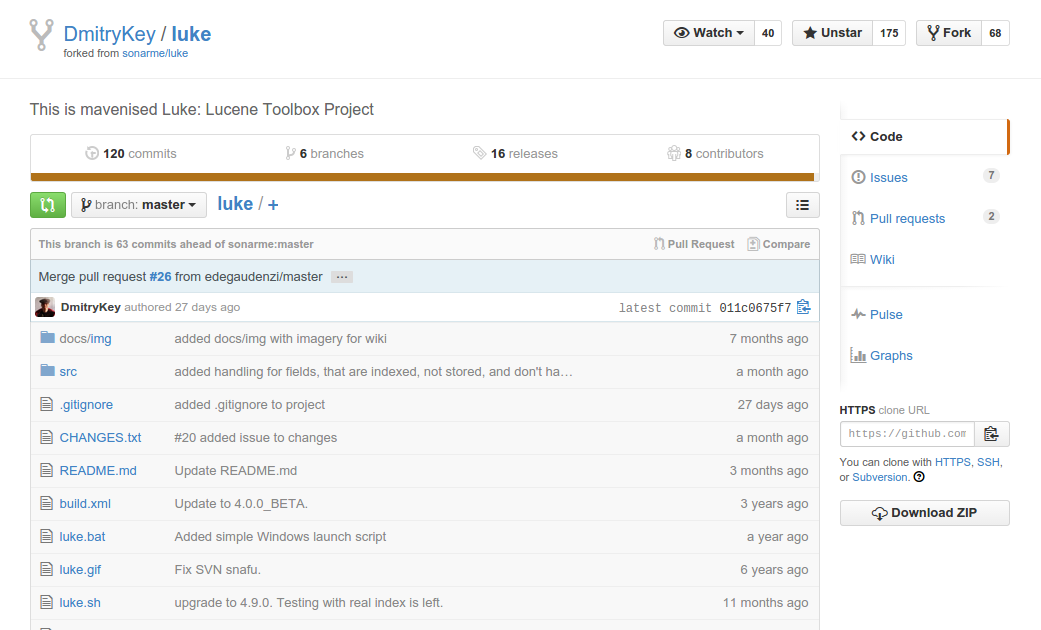 DmitryKey / luke
forked from sonarme/luke
Watch 40 Unstar 175 Fork 68
This is mavenised Luke: Lucene Toolbox Project
120 commits 6 branches 16 releases 8 contributors
branch: master luke / +
This branch is 63 commits ahead of sonarme:master Pull Request Compare
Merge pull request #26 from edegaudenzi/master ...
DmitryKey authored 27 days ago latest commit 011c0675f7
docs/img added docs/img with imagery for wiki 7 months ago
src added handling for fields, that are indexed, not stored, and don't ha… a month ago
.gitignore added .gitignore to project 27 days ago
CHANGES.txt #20 added issue to changes a month ago
README.md Update README.md 3 months ago
build.xml Update to 4.0.0_BETA. 3 years ago
luke.bat Added simple Windows launch script a year ago
luke.gif Fix SVN snafu. 6 years ago
luke.sh upgrade to 4.9.0. Testing with real index is left. 11 months ago
Code
Issues 7
Pull requests 2
Wiki
Pulse
Graphs
HTTPS clone URL
https://github.com
You can clone with HTTPS, SSH,
or Subversion.
Download ZIP